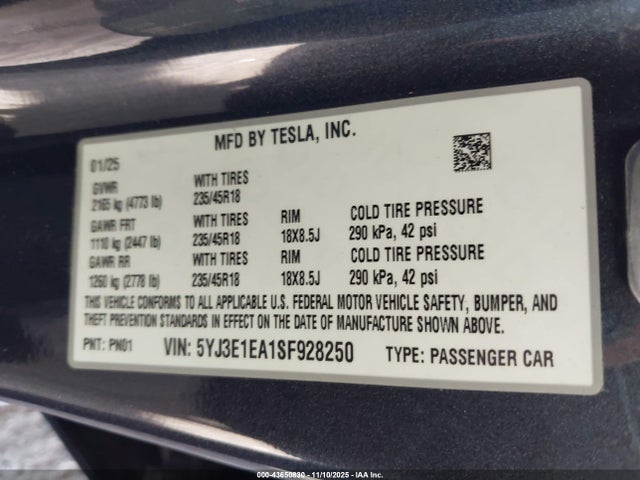 MFD BY TESLA, INC.
01/25
GVWR WITH TIRES
2165 kg (4773 lb) 235/45R18
GAWR FRT WITH TIRES RIM COLD TIRE PRESSURE
1110 kg (2447 lb) 235/45R18 18X8.5J 290 kPa, 42 psi
GAWR RR WITH TIRES RIM COLD TIRE PRESSURE
1260 kg (2778 lb) 235/45R18 18X8.5J 290 kPa, 42 psi
THIS VEHICLE CONFORMS TO ALL APPLICABLE U.S. FEDERAL MOTOR VEHICLE SAFETY, BUMPER, AND
THEFT PREVENTION STANDARDS IN EFFECT ON THE DATE OF MANUFACTURE SHOWN ABOVE.
PNT: PN01 VIN: 5YJ3E1EA1SF928250 TYPE: PASSENGER CAR
000-43650830 - 11/10/2025 - IAA Inc.